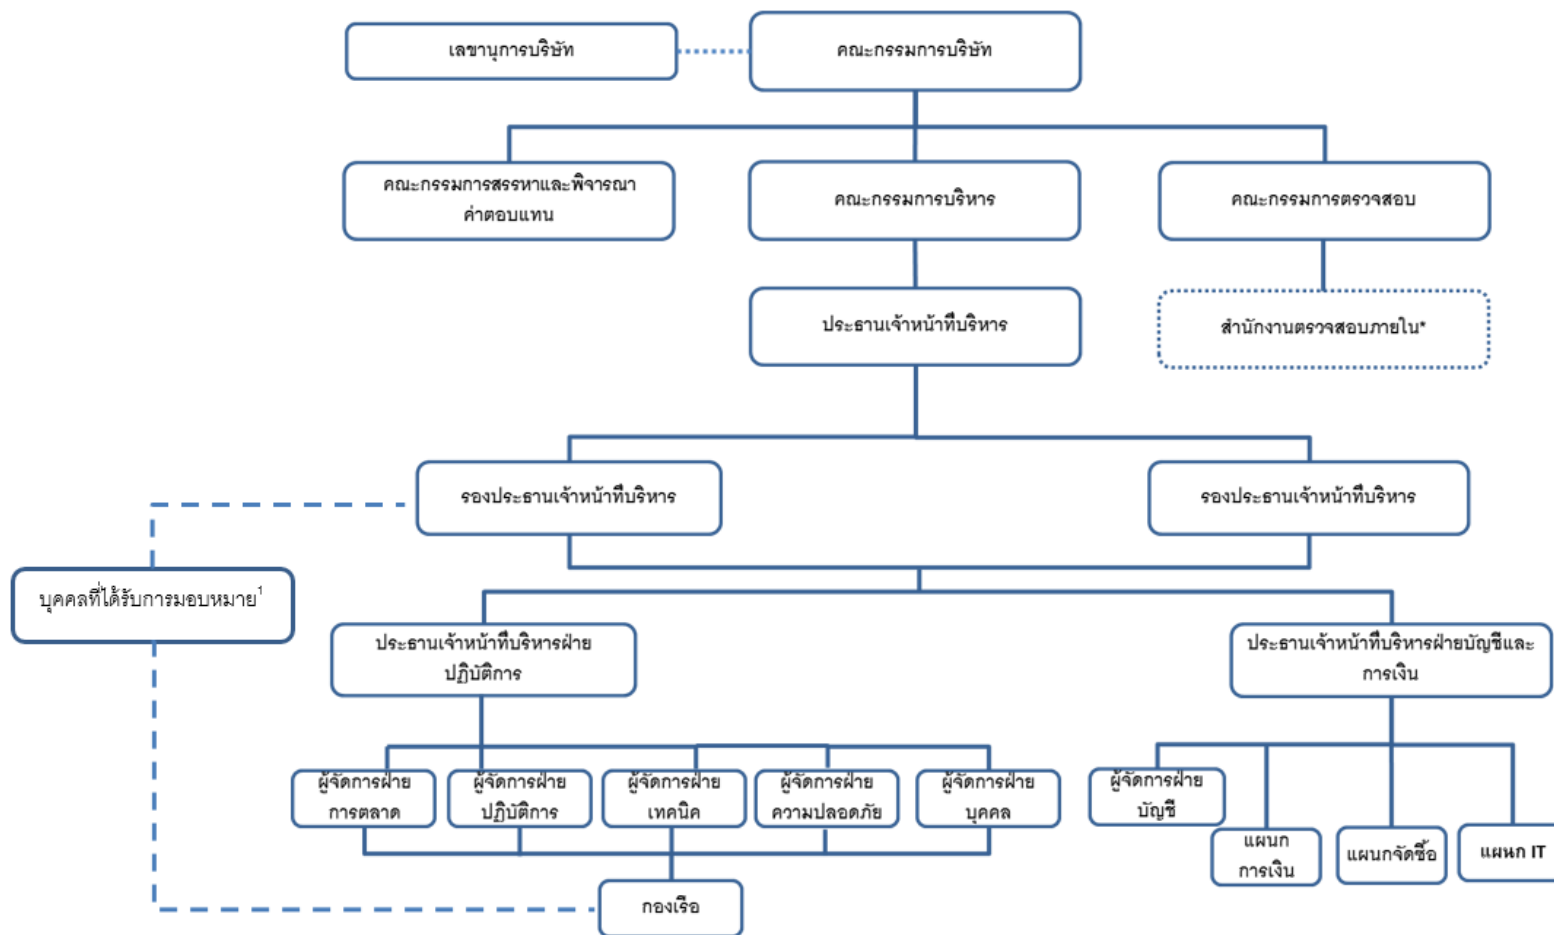 เลขานุการบริษัท
คณะกรรมการบริษัท
คณะกรรมการสรรหาและพิจารณา
ค่าตอบแทน
คณะกรรมการบริหาร
คณะกรรมการตรวจสอบ
ประธานเจ้าหน้าที่บริหาร
สำนักงานตรวจสอบภายใน*
รองประธานเจ้าหน้าที่บริหาร
รองประธานเจ้าหน้าที่บริหาร
บุคคลที่ได้รับการมอบหมาย¹
ประธานเจ้าหน้าที่บริหารฝ่าย
ปฏิบัติการ
ประธานเจ้าหน้าที่บริหารฝ่ายบัญชีและ
การเงิน
ผู้จัดการฝ่าย
การตลาด
ผู้จัดการฝ่าย
ปฏิบัติการ
ผู้จัดการฝ่าย
เทคนิค
ผู้จัดการฝ่าย
ความปลอดภัย
ผู้จัดการฝ่าย
บุคคล
ผู้จัดการฝ่าย
บัญชี
แผนก
การเงิน
แผนกจัดซื้อ
แผนก IT
กองเรือ